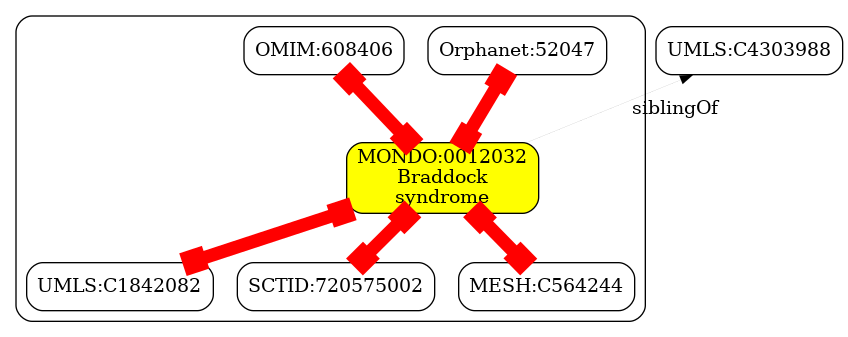 OMIM:608406
Orphanet:52047
UMLS:C4303988
siblingOf
MONDO:0012032
Braddock
syndrome
UMLS:C1842082
SCTID:720575002
MESH:C564244